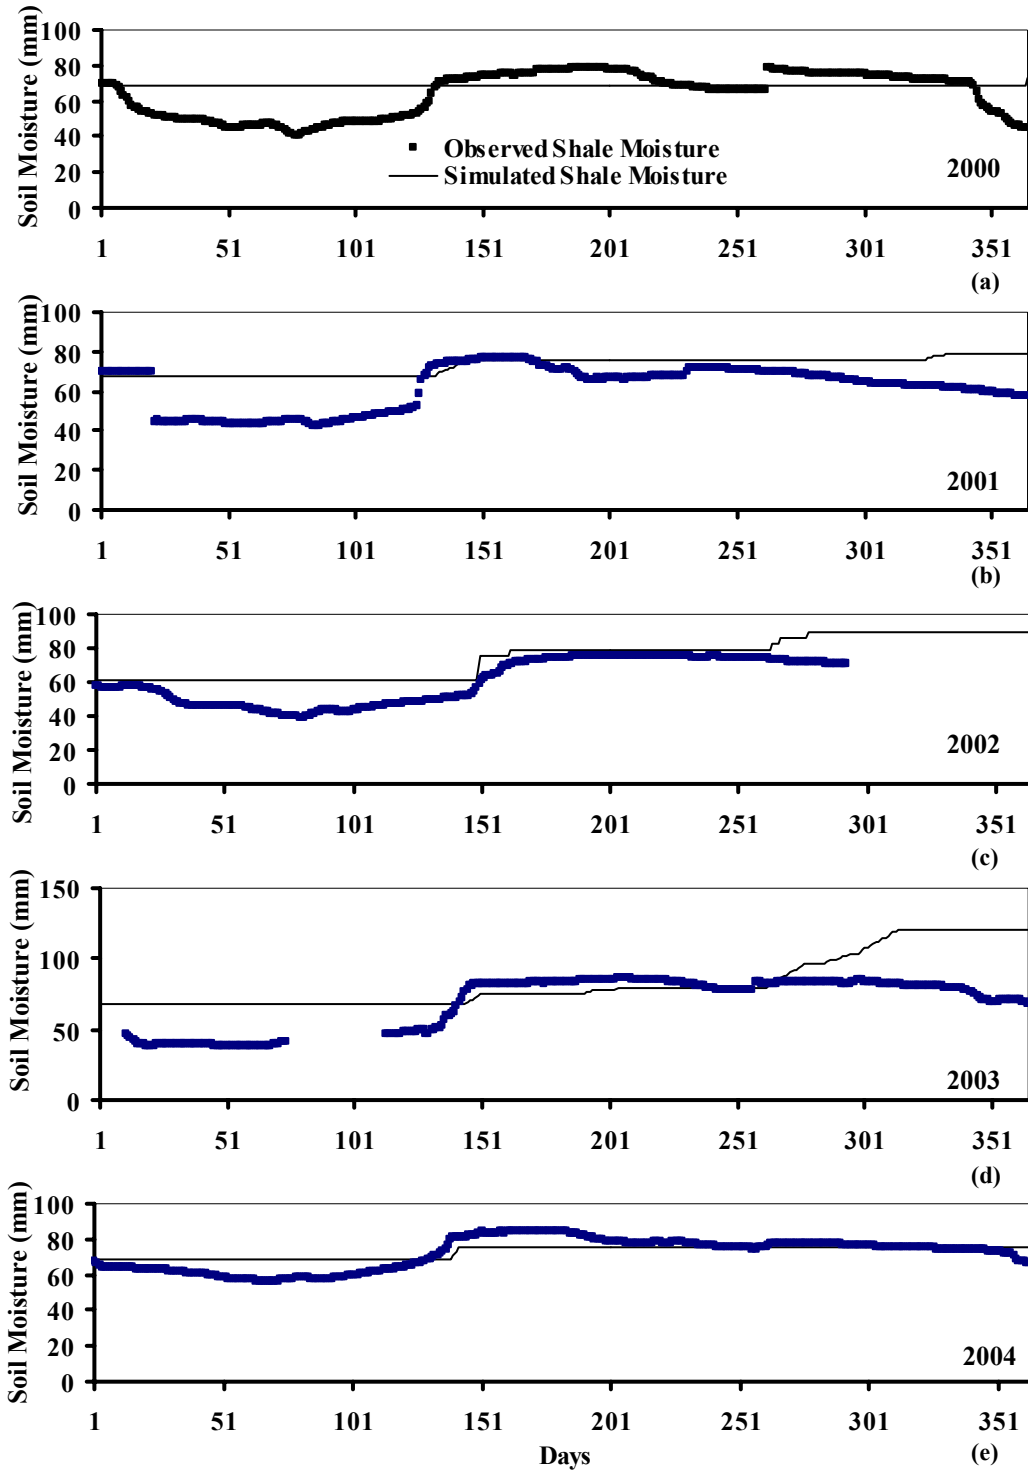 Soil Moisture (mm)
100
80
60
40
20
0
Observed Shale Moisture
Simulated Shale Moisture
2000
1 51 101 151 201 251 301 351
(a)
Soil Moisture (mm)
100
80
60
40
20
0
2001
1 51 101 151 201 251 301 351
(b)
Soil Moisture (mm)
100
80
60
40
20
0
2002
1 51 101 151 201 251 301 351
(c)
Soil Moisture (mm)
150
100
50
0
2003
1 51 101 151 201 251 301 351
(d)
Soil Moisture (mm)
100
80
60
40
20
0
2004
1 51 101 151 201 251 301 351
Days
(e)